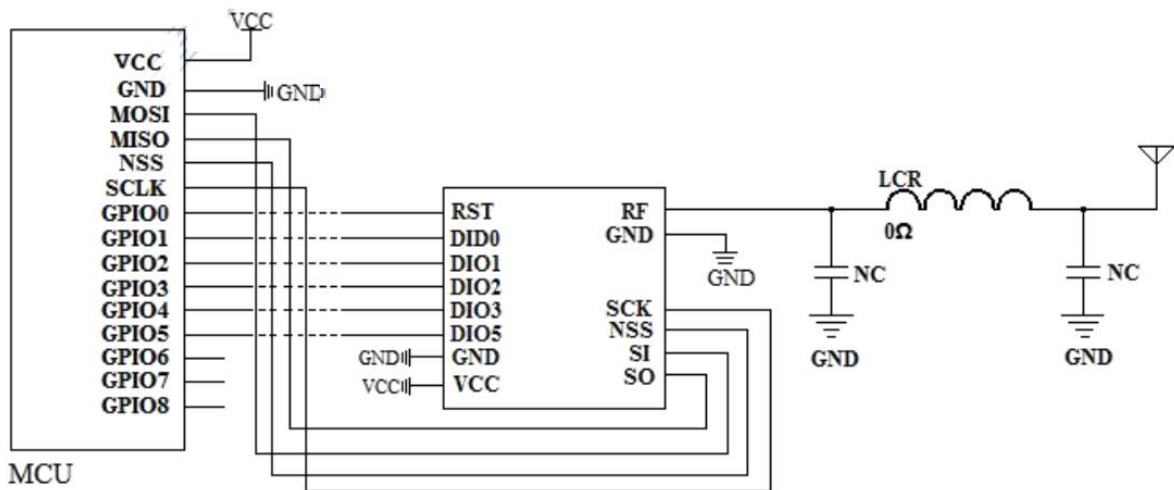 VCC
VCC
GND
GND
MOSI
MISO
NSS
SCLK
GPIO0
GPIO1
GPIO2
GPIO3
GPIO4
GPIO5
GPIO6
GPIO7
GPIO8
MCU
RST
DID0
DIO1
DIO2
DIO3
DIO5
GND GND
VCC VCC
RF
GND
GND
SCK
NSS
SI
SO
LCR
0Ω
NC
NC
GND
GND